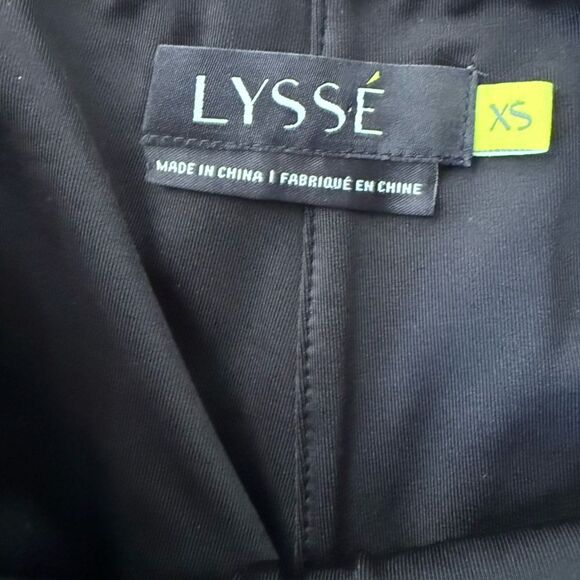 LYSSÉ
XS
MADE IN CHINA | FABRIQUÉ EN CHINE